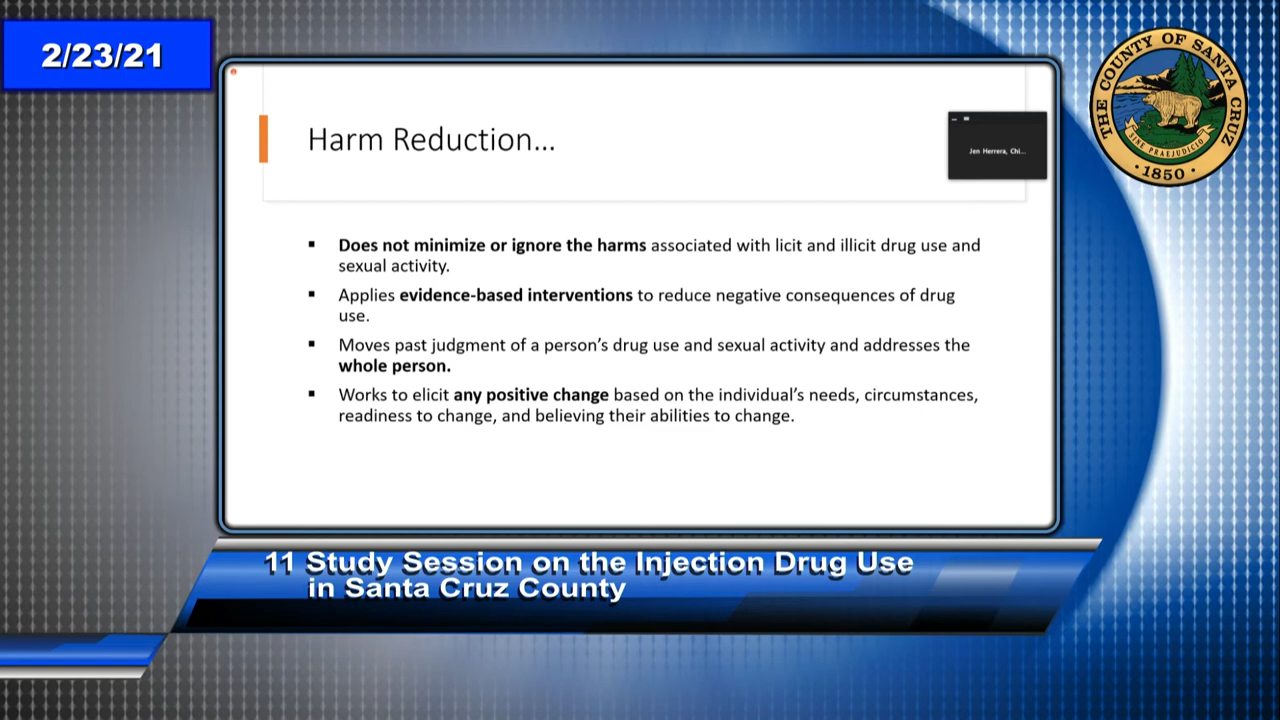 2/23/21
THE COUNTY OF SANTA CRUZ
SINE PRAEJUDICIO
• 1850 •
Harm Reduction...
Jen Herrera, Chi...
▪ Does not minimize or ignore the harms associated with licit and illicit drug use and
sexual activity.
▪ Applies evidence-based interventions to reduce negative consequences of drug
use.
▪ Moves past judgment of a person’s drug use and sexual activity and addresses the
whole person.
▪ Works to elicit any positive change based on the individual’s needs, circumstances,
readiness to change, and believing their abilities to change.
11 Study Session on the Injection Drug Use
in Santa Cruz County